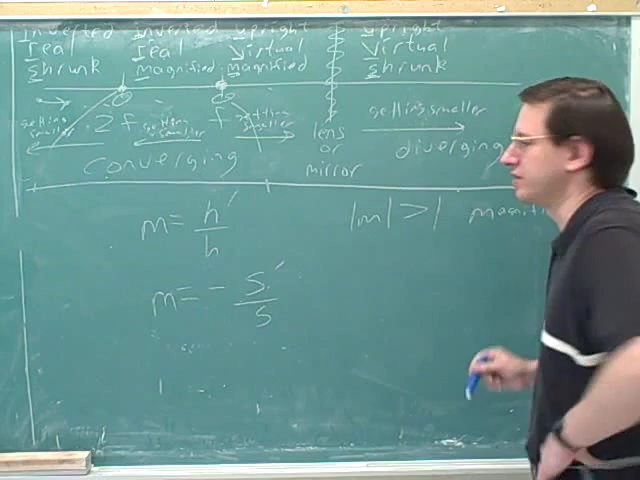 Inverted Inverted Upright Upright
Real Real Virtual Virtual
Shrunk Magnified Magnified Shrunk
getting smaller 2f getting smaller f getting smaller
getting smaller
converging
lens
or
mirror
diverging
m = h'/h
|m| > 1
m = - s'/s